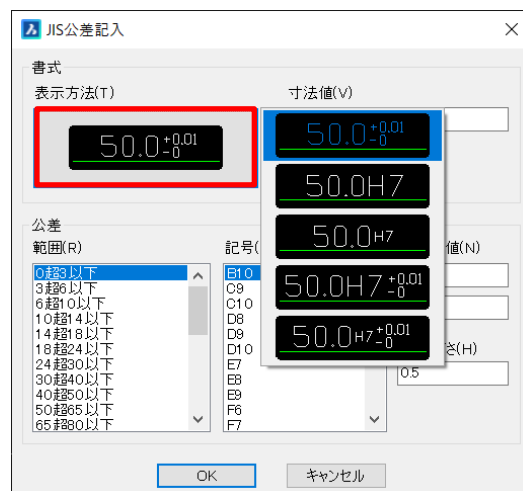 JIS公差記入
書式
表示方法(T)
寸法値(V)
50.0+0.01 -0
50.0+0.01 -0
50.0H7
50.0H7
50.0H7+0.01 -0
50.0H7+0.01 -0
公差
範囲(R)
記号(
値(N)
0超3以下
3超6以下
6超10以下
10超14以下
14超18以下
18超24以下
24超30以下
30超40以下
40超50以下
50超65以下
65超80以下
B10
C9
C10
D8
D9
D10
E7
E8
E9
F6
F7
さ(H)
0.5
OK
キャンセル